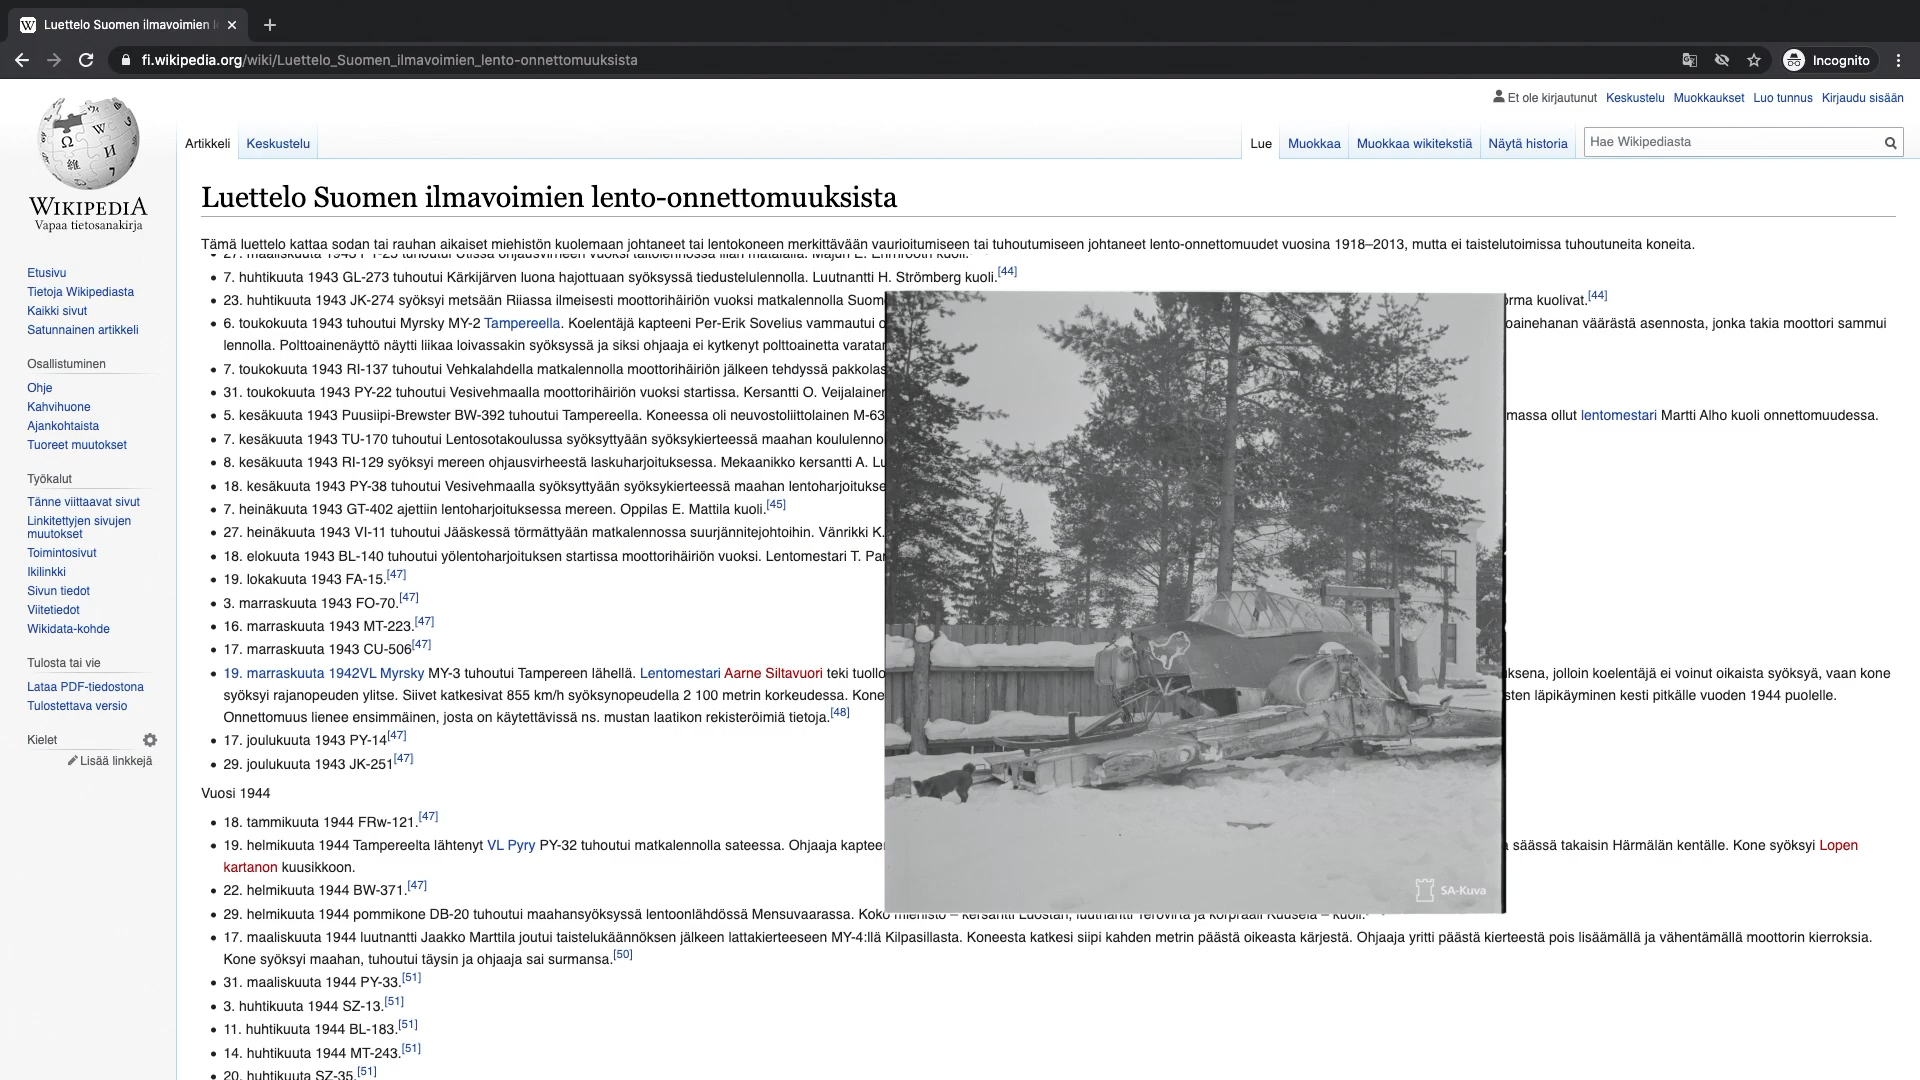 Luettelo Suomen ilmavoimien
fi.wikipedia.org/wiki/Luettelo_Suomen_ilmavoimien_lento-onnettomuuksista
Incognito
Et ole kirjautunut Keskustelu Muokkaukset Luo tunnus Kirjaudu sisään
WIKIPEDIA
Vapaa tietosanakirja
Artikkeli Keskustelu Lue Muokkaa Muokkaa wikitekstiä Näytä historia Hae Wikipediasta
Etusivu
Tietoja Wikipediasta
Kaikki sivut
Satunnainen artikkeli
Osallistuminen
Ohje
Kahvihuone
Ajankohtaista
Tuoreet muutokset
Työkalut
Tänne viittaavat sivut
Linkitettyjen sivujen
muutokset
Toimintosivut
Ikilinkki
Sivun tiedot
Viitetiedot
Wikidata-kohde
Tulosta tai vie
Lataa PDF-tiedostona
Tulostettava versio
Kielet
Lisää linkkejä
Luettelo Suomen ilmavoimien lento-onnettomuuksista
Tämä luettelo kattaa sodan tai rauhan aikaiset miehistön kuolemaan johtaneet tai lentokoneen merkittävään vaurioitumiseen tai tuhoutumiseen johtaneet lento-onnettomuudet vuosina 1918–2013, mutta ei taistelutoimissa tuhoutuneita koneita.
7. huhtikuuta 1943 GL-273 tuhoutui Kärkijärven luona hajottuaan syöksyssä tiedustelulennolla. Luutnantti H. Strömberg kuoli.[44]
23. huhtikuuta 1943 JK-274 syöksyi metsään Riiassa ilmeisesti moottorihäiriön vuoksi matkalennolla kuolivat.[44]
6. toukokuuta 1943 tuhoutui Myrsky MY-2 Tampereella. Koelentäjä kapteeni Per-Erik Sovelius vammautui väärästä asennosta, jonka takia moottori sammui
lennolla. Polttoainenäyttö näytti liikaa loivassakin syöksyssä ja siksi ohjaaja ei kytkenyt polttoainetta
7. toukokuuta 1943 RI-137 tuhoutui Vehkalahdella matkalennolla moottorihäiriön jälkeen tehdyssä
31. toukokuuta 1943 PY-22 tuhoutui Vesivehmaalla moottorihäiriön vuoksi startissa. Kersantti O.
5. kesäkuuta 1943 Puusiipi-Brewster BW-392 tuhoutui Tampereella. Koneessa oli neuvostoliittolainen M-63 ollut lentomestari Martti Alho kuoli onnettomuudessa.
7. kesäkuuta 1943 TU-170 tuhoutui Lentosotakoulussa syöksyttyään syöksykierteessä maahan
8. kesäkuuta 1943 RI-129 syöksyi mereen ohjausvirheestä laskuharjoituksessa. Mekaanikko kersantti A.
18. kesäkuuta 1943 PY-38 tuhoutui Vesivehmaalla syöksyttyään syöksykierteessä maahan
7. heinäkuuta 1943 GT-402 ajettiin lentoharjoituksessa mereen. Oppilas E. Mattila kuoli.[45]
27. heinäkuuta 1943 VI-11 tuhoutui Jääskessä törmättyään matkalennossa suurjännitejohtoihin. Vänrikki K.
18. elokuuta 1943 BL-140 tuhoutui yölentoharjoituksen startissa moottorihäiriön vuoksi. Lentomestari T.
19. lokakuuta 1943 FA-15.[47]
3. marraskuuta 1943 FO-70.[47]
16. marraskuuta 1943 MT-223.[47]
17. marraskuuta 1943 CU-506[47]
19. marraskuuta 1942VL Myrsky MY-3 tuhoutui Tampereen lähellä. Lentomestari Aarne Siltavuori teki jolloin koelentäjä ei voinut oikaista syöksyä, vaan kone
syöksyi rajanopeuden ylitse. Siivet katkesivat 855 km/h syöksynopeudella 2 100 metrin korkeudessa. läpikäyminen kesti pitkälle vuoden 1944 puolelle.
Onnettomuus lienee ensimmäinen, josta on käytettävissä ns. mustan laatikon rekisteröimiä tietoja.[48]
17. joulukuuta 1943 PY-14[47]
29. joulukuuta 1943 JK-251[47]
Vuosi 1944
18. tammikuuta 1944 FRw-121.[47]
19. helmikuuta 1944 Tampereelta lähtenyt VL Pyry PY-32 tuhoutui matkalennolla sateessa. Ohjaaja säässä takaisin Härmälän kentälle. Kone syöksyi Lopen
kartanon kuusikkoon.
22. helmikuuta 1944 BW-371.[47]
29. helmikuuta 1944 pommikone DB-20 tuhoutui maahansyöksyssä lentoonlähdössä Mensuvaarassa.
17. maaliskuuta 1944 luutnantti Jaakko Marttila joutui taistelukäännöksen jälkeen lattakierteeseen MY-4:llä Kilpasillasta. Koneesta katkesi siipi kahden metrin päästä oikeasta kärjestä. Ohjaaja yritti päästä kierteestä pois lisäämällä ja vähentämällä moottorin kierroksia.
Kone syöksyi maahan, tuhoutui täysin ja ohjaaja sai surmansa.[50]
31. maaliskuuta 1944 PY-33.[51]
3. huhtikuuta 1944 SZ-13.[51]
11. huhtikuuta 1944 BL-183.[51]
14. huhtikuuta 1944 MT-243.[51]
20. huhtikuuta SZ-35.[51]
SA-Kuva